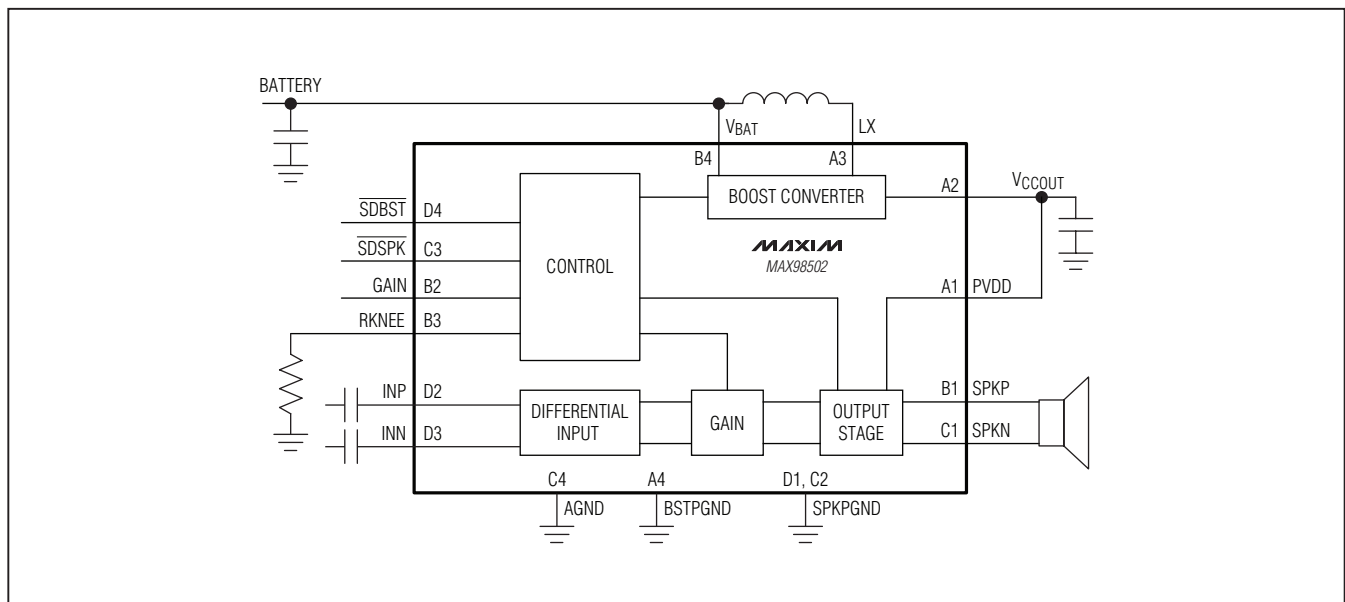 BATTERY
VBAT
LX
B4
A3
SDBST
D4
BOOST CONVERTER
A2
VCCOUT
SDSPK
C3
CONTROL
MAXIM
MAX98502
GAIN
B2
A1
PVDD
RKNEE
B3
INP
D2
DIFFERENTIAL
INPUT
GAIN
OUTPUT
STAGE
B1
SPKP
INN
D3
C1
SPKN
C4
A4
D1, C2
AGND
BSTPGND
SPKPGND